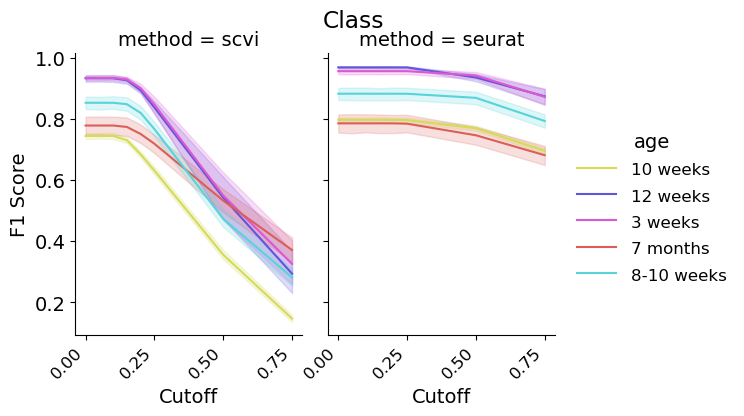 Class
method = scvi
method = seurat
F1 Score
1.0
0.8
0.6
0.4
0.2
0.00
0.25
0.50
0.75
0.00
0.25
0.50
0.75
Cutoff
Cutoff
age
10 weeks
12 weeks
3 weeks
7 months
8-10 weeks